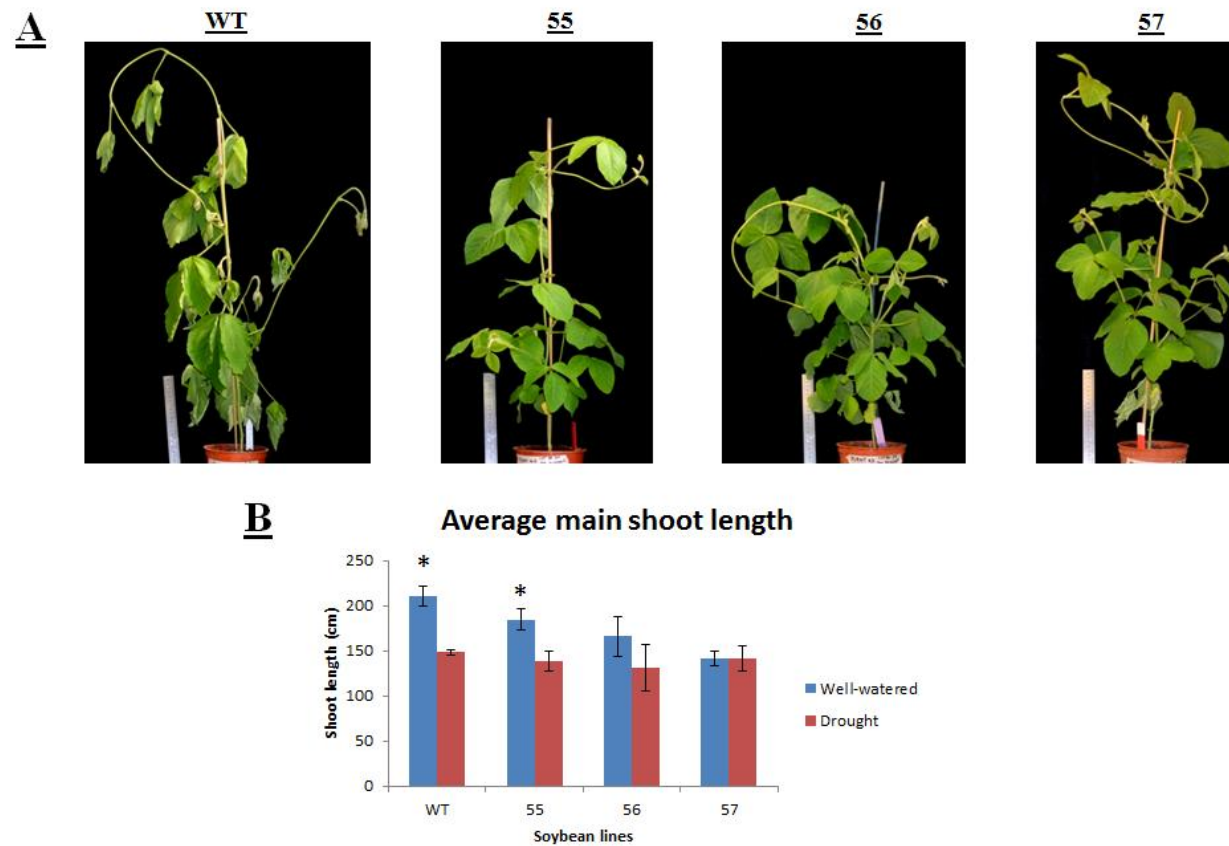 A
WT
55
56
57
B
Average main shoot length
Shoot length (cm)
250
200
150
100
50
0
*
*
WT
55
56
57
Soybean lines
Well-watered
Drought